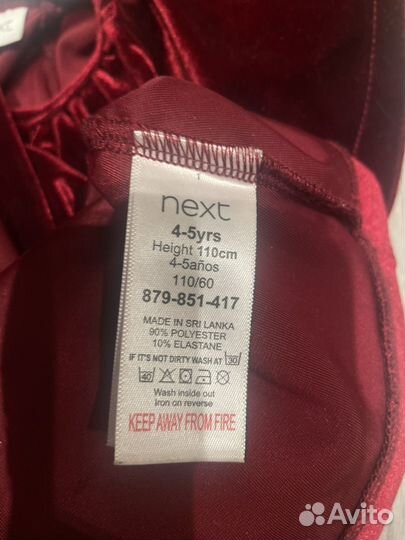 next
4-5yrs
Height 110cm
4-5años
110/60
879-851-417
MADE IN SRI LANKA
90% POLYESTER
10% ELASTANE
IF IT'S NOT DIRTY WASH AT 30
40
Wash inside out
Iron on reverse
KEEP AWAY FROM FIRE
Avito